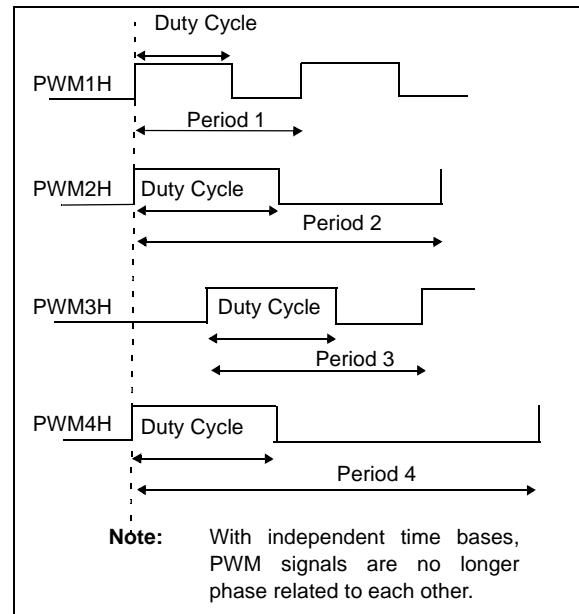 Duty Cycle
PWM1H
Period 1
PWM2H
Duty Cycle
Period 2
PWM3H
Duty Cycle
Period 3
PWM4H
Duty Cycle
Period 4
Note: With independent time bases,
PWM signals are no longer
phase related to each other.